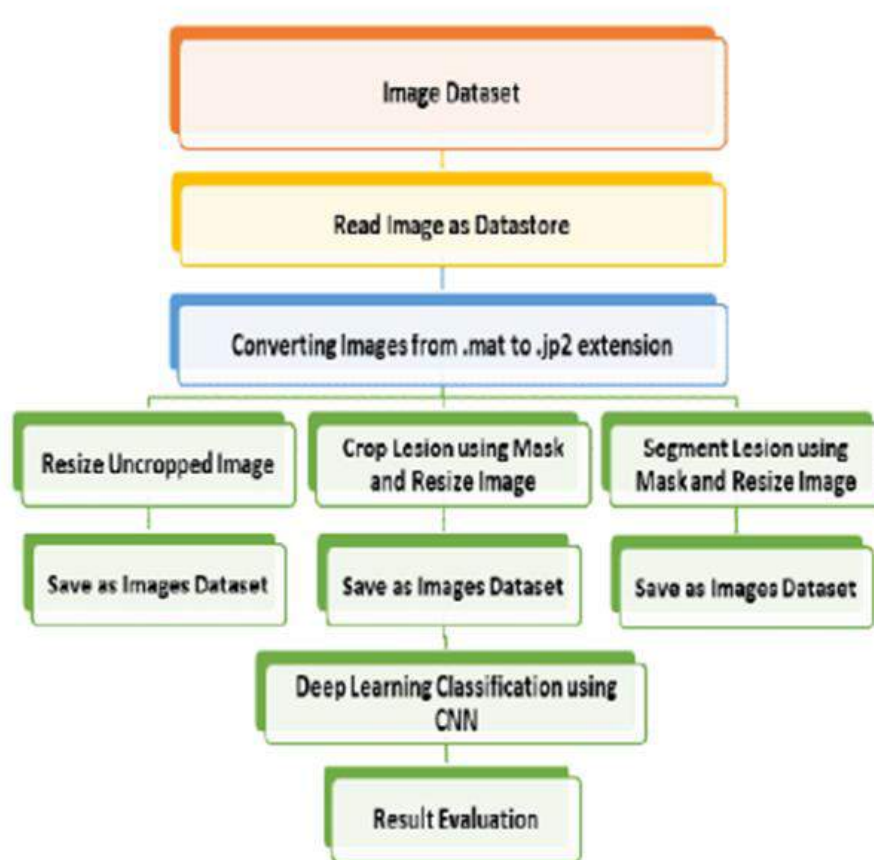 Image Dataset
Read Image as Datastore
Converting Images from .mat to .jp2 extension
Resize Uncropped Image
Crop Lesion using Mask
and Resize Image
Segment Lesion using
Mask and Resize Image
Save as Images Dataset
Save as Images Dataset
Save as Images Dataset
Deep Learning Classification using
CNN
Result Evaluation